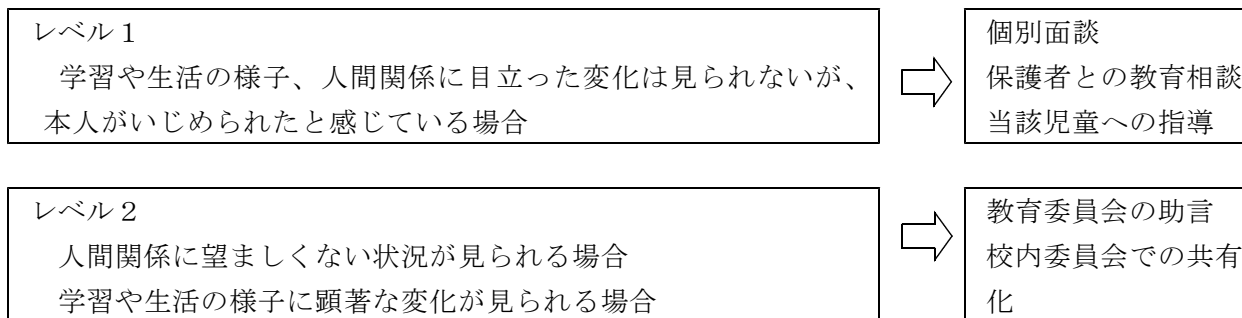 レベル１
学習や生活の様子、人間関係に目立った変化は見られないが、
本人がいじめられたと感じている場合
個別面談
保護者との教育相談
当該児童への指導
レベル２
人間関係に望ましくない状況が見られる場合
学習や生活の様子に顕著な変化が見られる場合
教育委員会の助言
校内委員会での共有
化